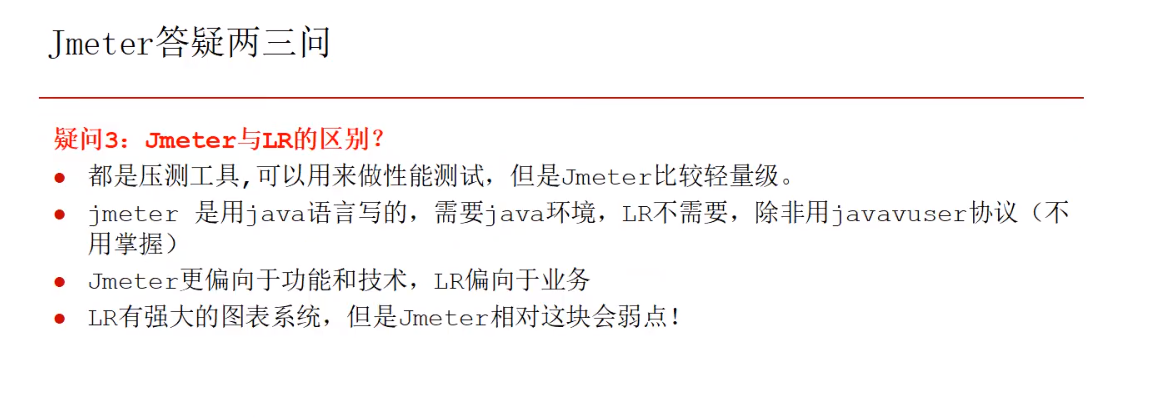 Jmeter答疑两三问
疑问3：Jmeter与LR的区别？
● 都是压测工具,可以用来做性能测试，但是Jmeter比较轻量级。
● jmeter 是用java语言写的，需要java环境，LR不需要，除非用javavuser协议（不
用掌握）
● Jmeter更偏向于功能和技术，LR偏向于业务
● LR有强大的图表系统，但是Jmeter相对这块会弱点！